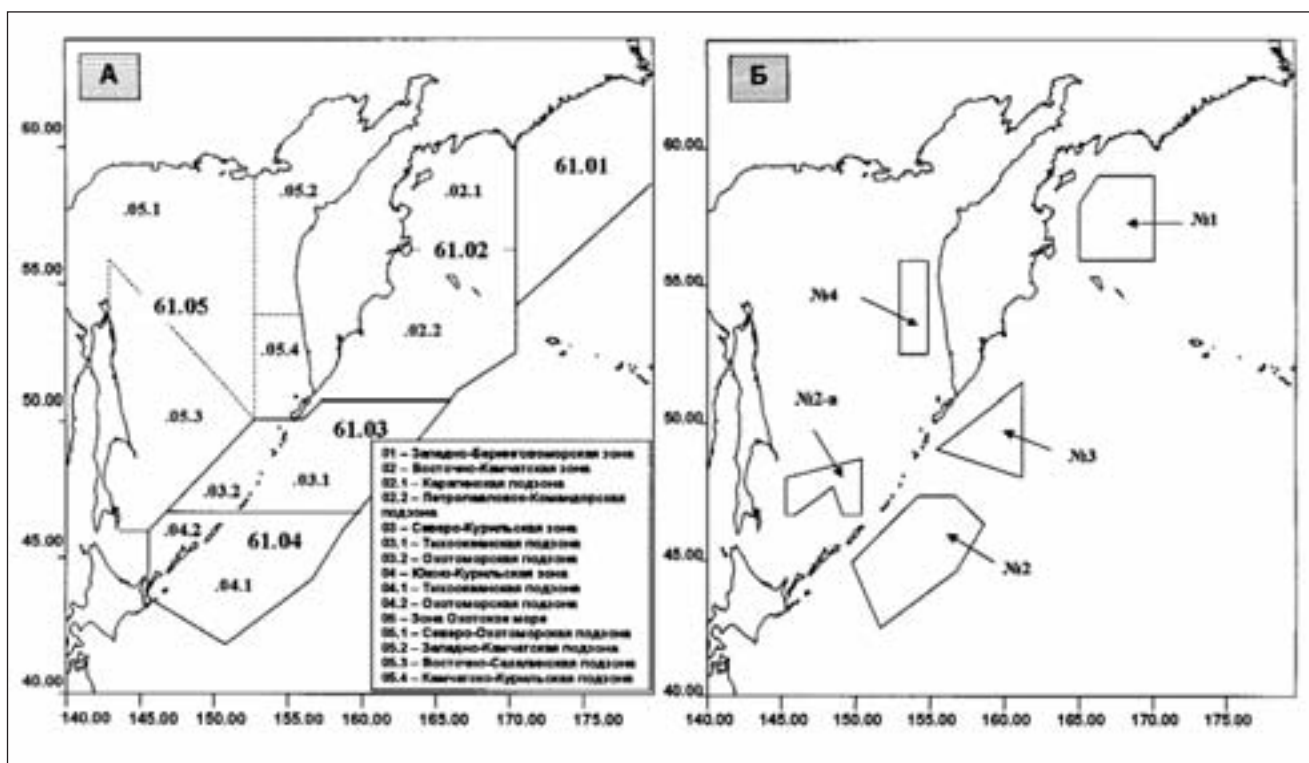 А
Б
60.00
55.00
50.00
45.00
40.00
140.00
145.00
150.00
155.00
160.00
165.00
170.00
175.00
.05.1
.05.2
.02.1
61.01
61.02
61.05
.02.2
.05.4
.05.3
61.03
.03.2
.03.1
.04.2
61.04
.04.1
01 – Западно-Беринговоморская зона
02 – Восточно-Камчатская зона
02.1 – Карагинская подзона
02.2 – Петропавловско-Командорская
подзона
03 – Северо-Курильская зона
03.1 – Тихоокеанская подзона
03.2 – Охотоморская подзона
04 – Южно-Курильская зона
04.1 – Тихоокеанская подзона
04.2 – Охотоморская подзона
05 – Зона Охотское море
05.1 – Северо-Охотоморская подзона
05.2 – Западно-Камчатская подзона
05.3 – Восточно-Сахалинская подзона
05.4 – Камчатско-Курильская подзона
60.00
55.00
50.00
45.00
40.00
140.00
145.00
150.00
155.00
160.00
165.00
170.00
175.00
№1
№4
№2-а
№3
№2